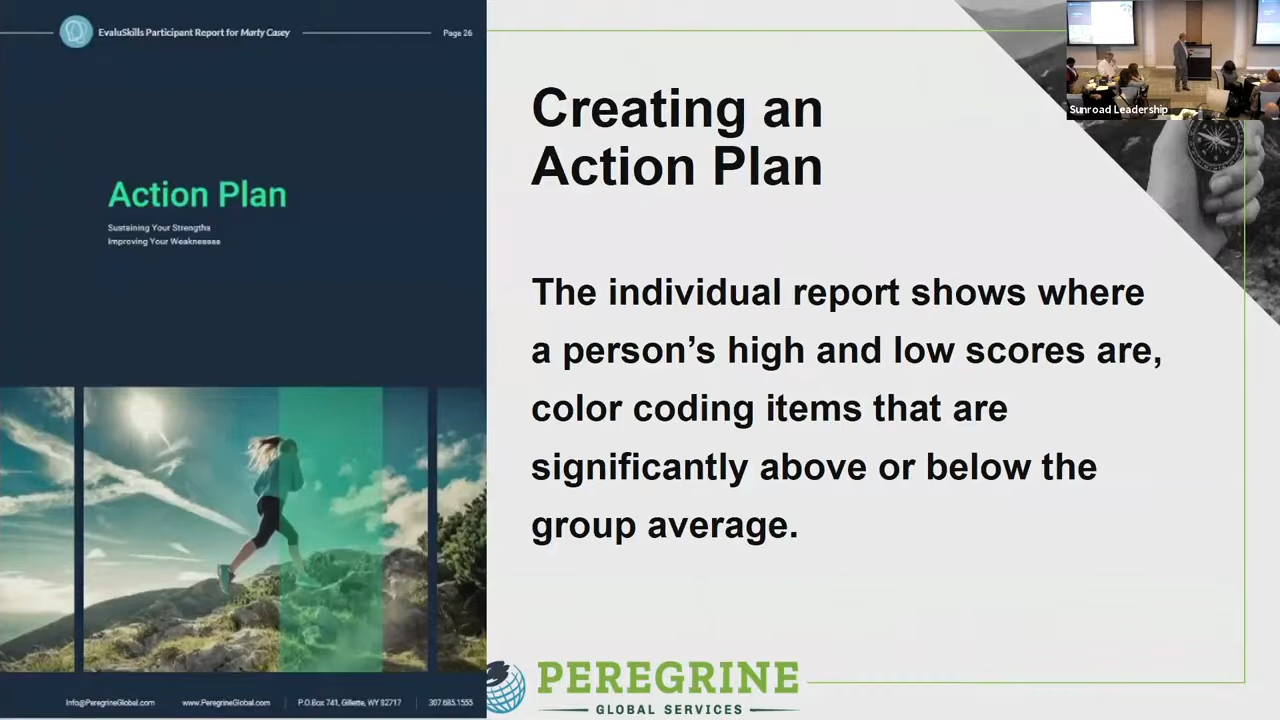 EvaluSkills Participant Report for Marty Casey
Page 26
Action Plan
Sustaining Your Strengths
Improving Your Weaknesses
Info@PeregrineGlobal.com
www.PeregrineGlobal.com
P.O.Box 741, Gillette, WY 82717
307.685.1555
Creating an
Action Plan
The individual report shows where
a person’s high and low scores are,
color coding items that are
significantly above or below the
group average.
PEREGRINE
GLOBAL SERVICES
Sunroad Leadership